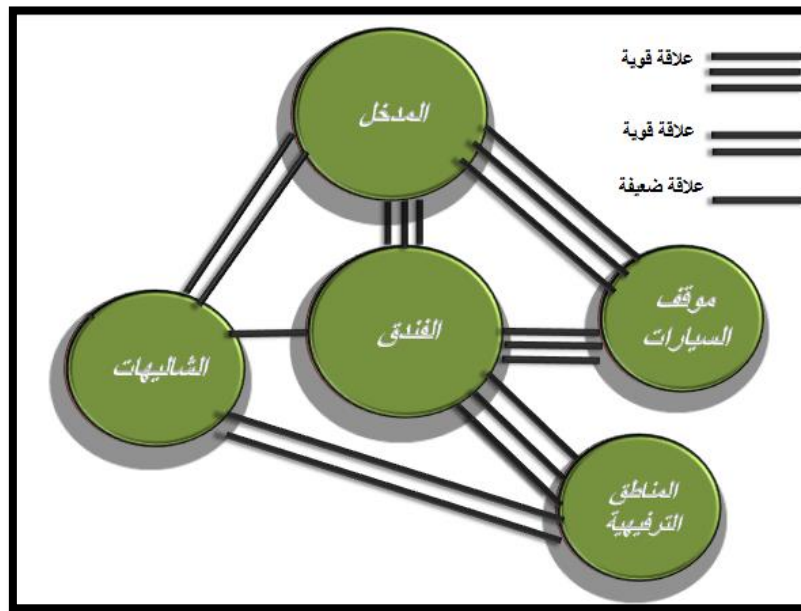 علاقة قوية
علاقة قوية
علاقة ضعيفة
المدخل
الفندق
موقف
السيارات
الشاليهات
المناطق
الترفيهية